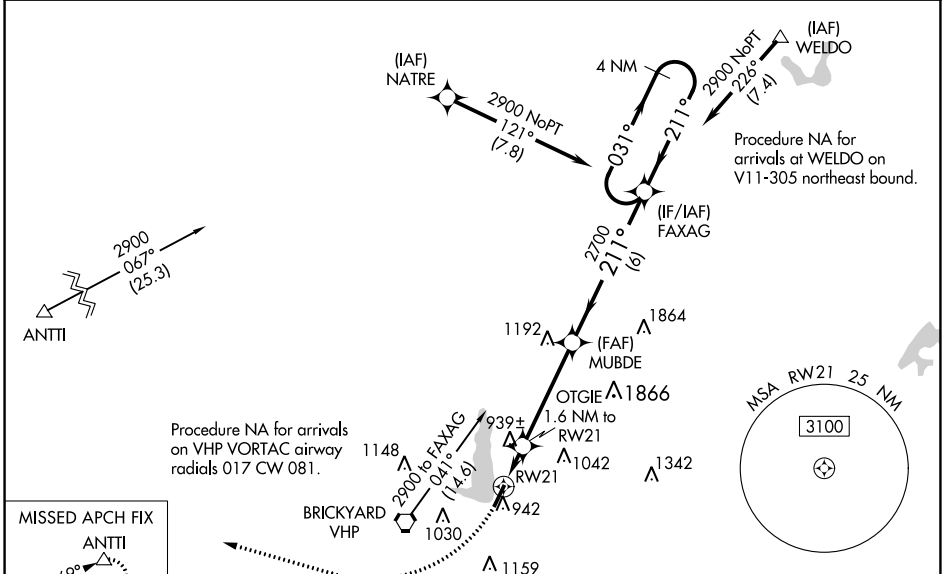 (IAF)
WELDO
(IAF)
NATRE
4 NM
2900 NoPT
226°
(7.4)
2900 NoPT
121°
(7.8)
031°
211°
Procedure NA for
arrivals at WELDO on
V11-305 northeast bound.
(IF/IAF)
FAXAG
2700
211°
(6)
2900
067°
(25.3)
ANTTI
1192
1864
(FAF)
MUBDE
OTGIE
1866
1.6 NM to
RW21
939±
MSA RW21 25 NM
3100
Procedure NA for arrivals
on VHP VORTAC airway
radials 017 CW 081.
1148
2900 to FAXAG
041°
(14.6)
1042
1342
RW21
942
BRICKYARD
VHP
1030
1159
MISSED APCH FIX
ANTTI